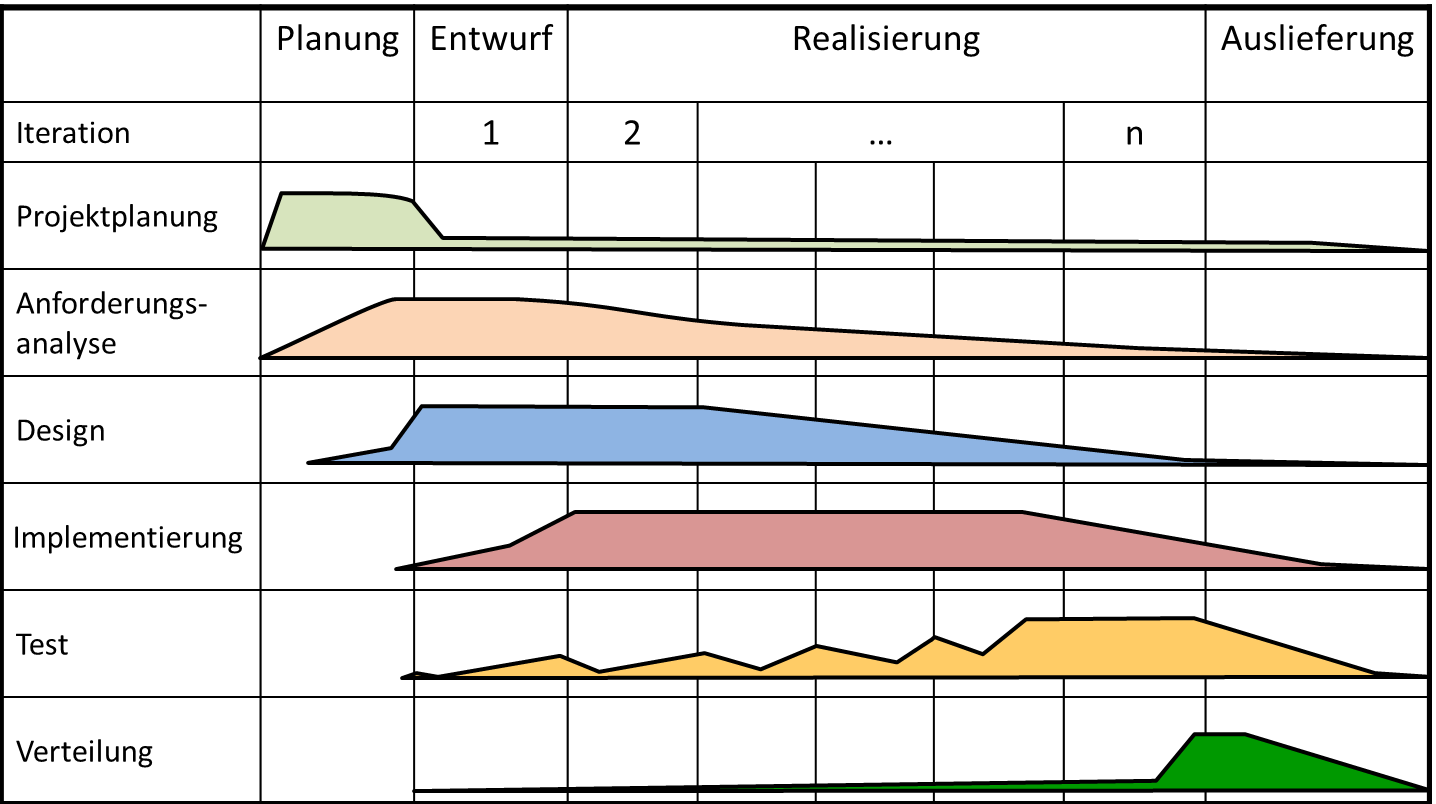 Planung Entwurf Realisierung Auslieferung
Iteration 1 2 ... n
Projektplanung
Anforderungs-
analyse
Design
Implementierung
Test
Verteilung